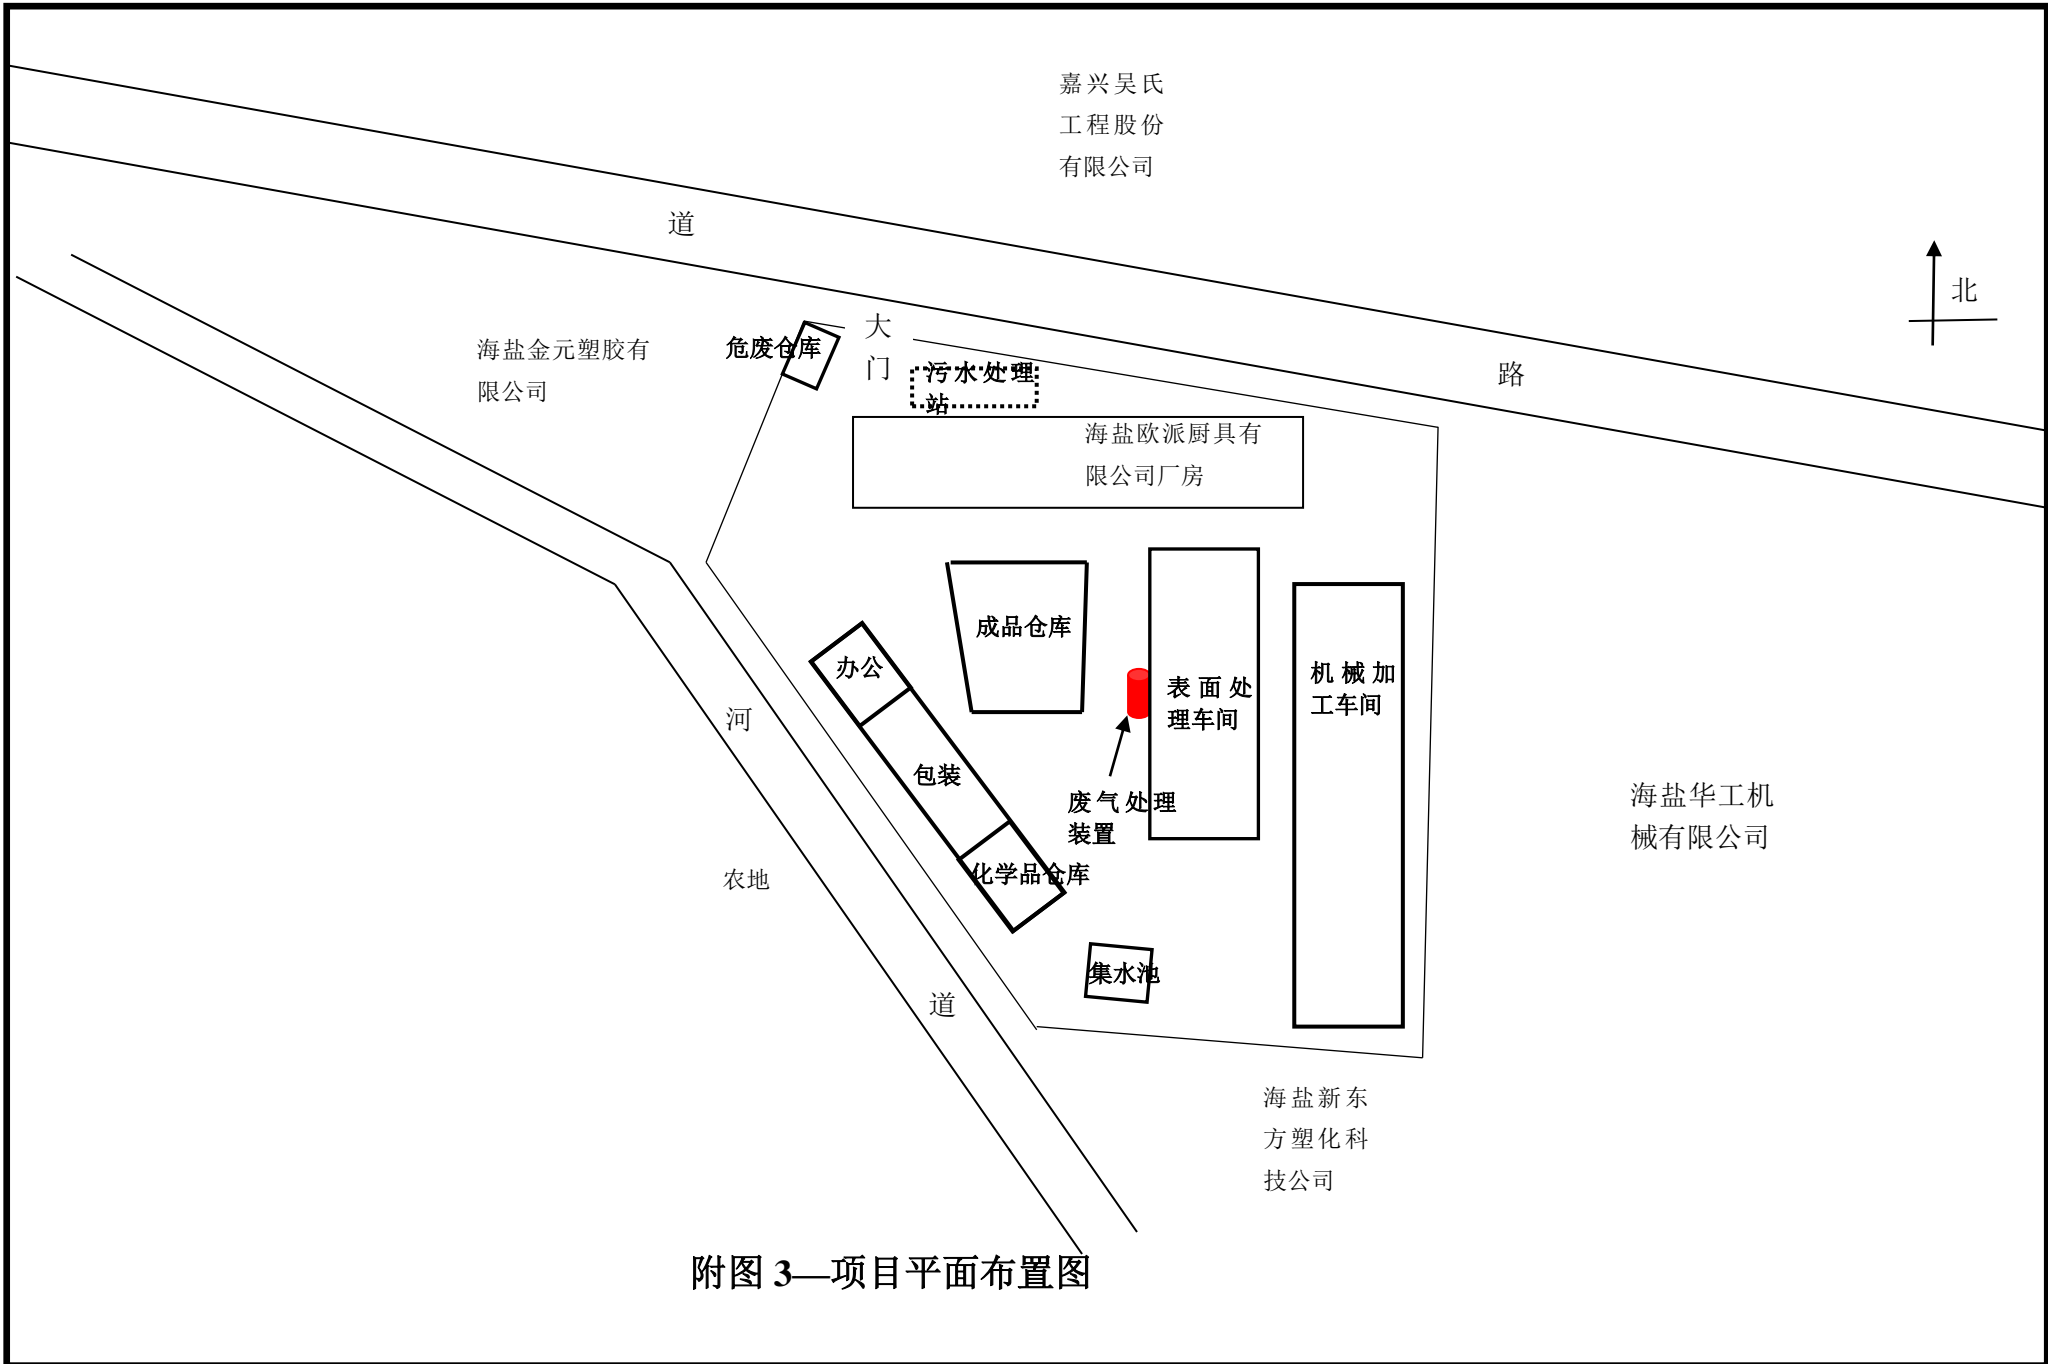 嘉兴吴氏
工程股份
有限公司
道
北
大
门
危废仓库
海盐金元塑胶有
限公司
污水处理
站
路
海盐欧派厨具有
限公司厂房
成品仓库
办公
表面处
理车间
机械加
工车间
河
包装
废气处理
装置
海盐华工机
械有限公司
化学品仓库
农地
集水池
道
海盐新东
方塑化科
技公司
附图 3—项目平面布置图